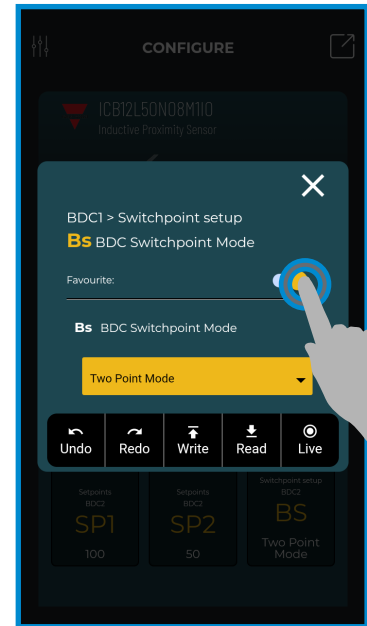 CONFIGURE
ICB12L50N08M1IO
Inductive Proximity Sensor
BDC1 > Switchpoint setup
Bs BDC Switchpoint Mode
Favourite:
Bs BDC Switchpoint Mode
Two Point Mode
Undo Redo Write Read Live
Setpoints
BDC2
SP1
100
Setpoints
BDC2
SP2
50
Switchpoint setup
BDC2
BS
Two Point
Mode